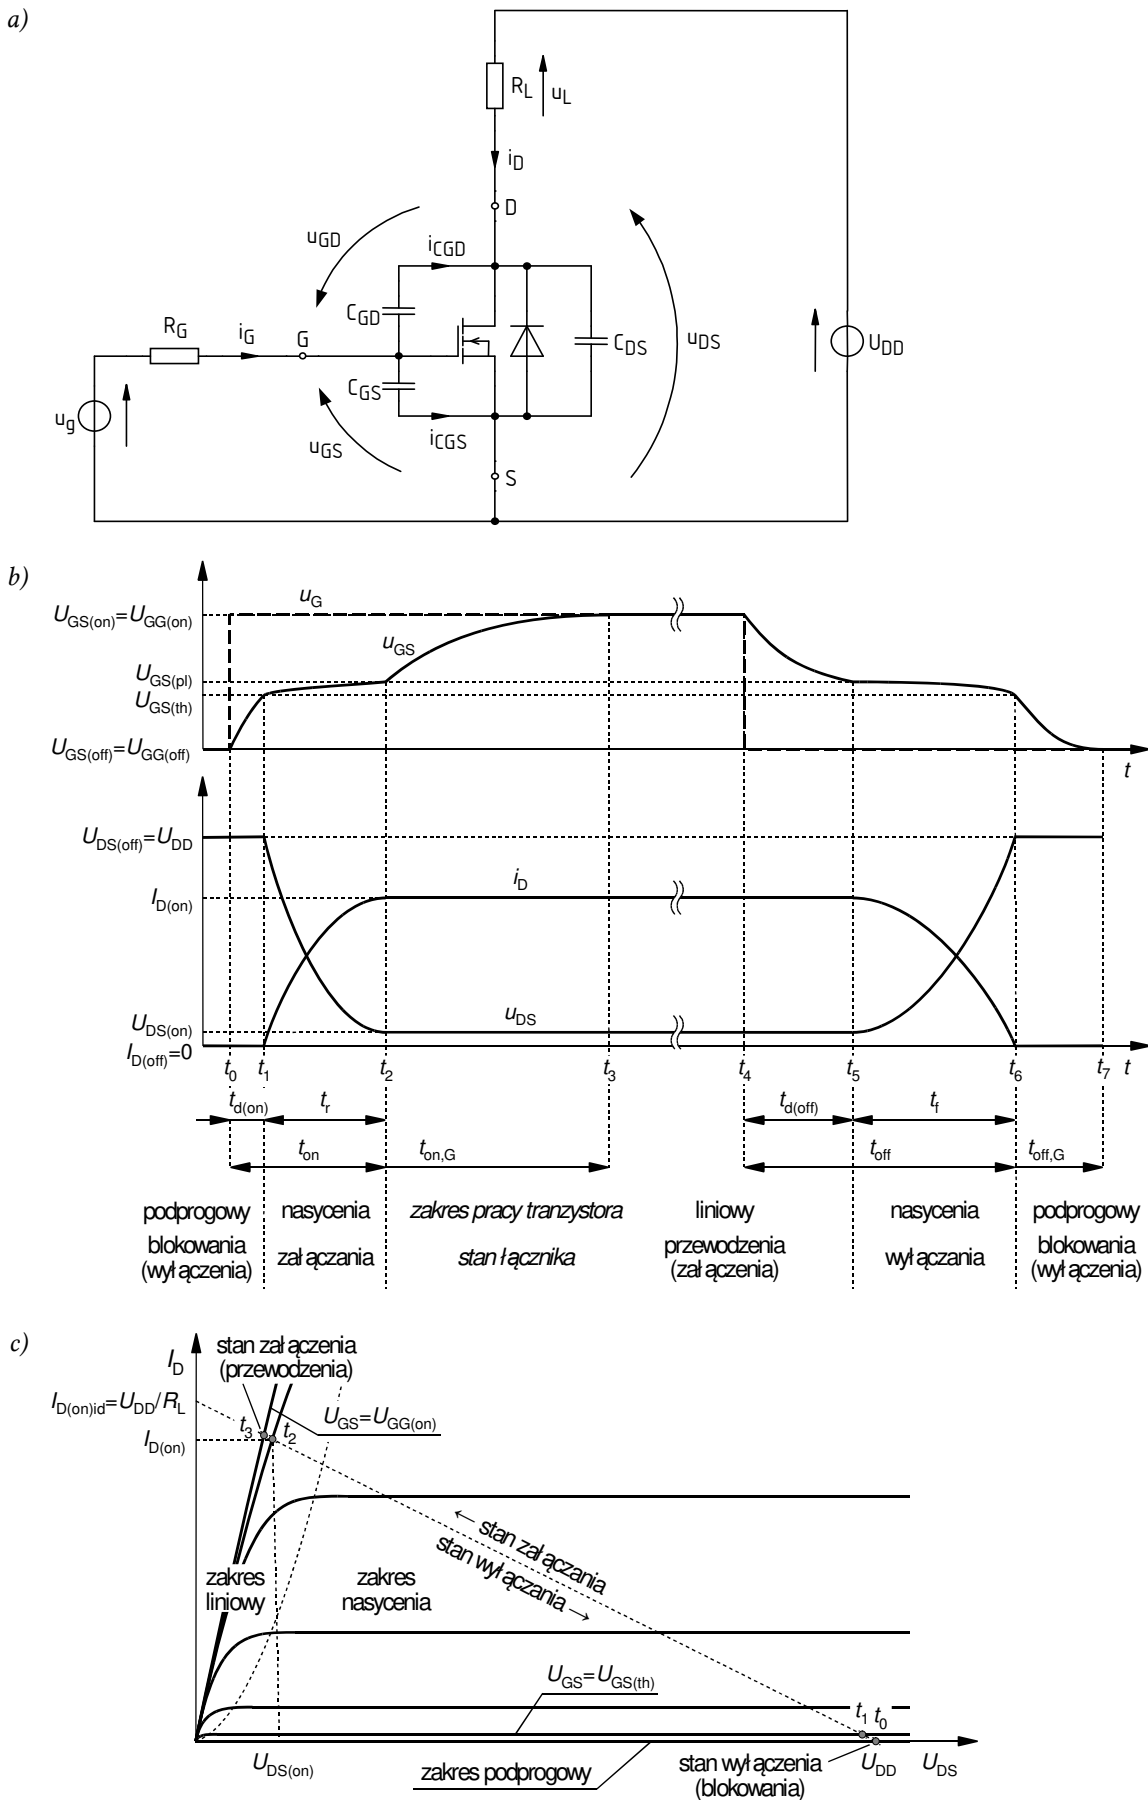 a)
R_L
u_L
i_D
D
u_GD
i_CGD
C_GD
R_G
i_G
G
C_DS
u_DS
U_DD
C_GS
u_g
u_GS
i_CGS
S
b)
u_G
U_GS(on)=U_GG(on)
u_GS
U_GS(pl)
U_GS(th)
U_GS(off)=U_GG(off)
t
U_DS(off)=U_DD
i_D
I_D(on)
U_DS(on)
u_DS
I_D(off)=0
t_0 t_1 t_2 t_3 t_4 t_5 t_6 t_7 t
t_d(on) t_r t_d(off) t_f
t_on t_on,G t_off t_off,G
podprogowy nasycenia zakres pracy tranzystora liniowy nasycenia podprogowy
blokowania (wyłączenia) załączania stan łącznika przewodzenia (załączenia) wyłączania blokowania (wyłączenia)
c)
I_D
stan załączenia
(przewodzenia)
I_D(on)id=U_DD/R_L
U_GS=U_GG(on)
t_3 t_2
I_D(on)
← stan załączania
stan wyłączania →
zakres
liniowy
zakres
nasycenia
U_GS=U_GS(th)
t_1 t_0
U_DS(on)
zakres podprogowy
stan wyłączenia
(blokowania)
U_DD
U_DS